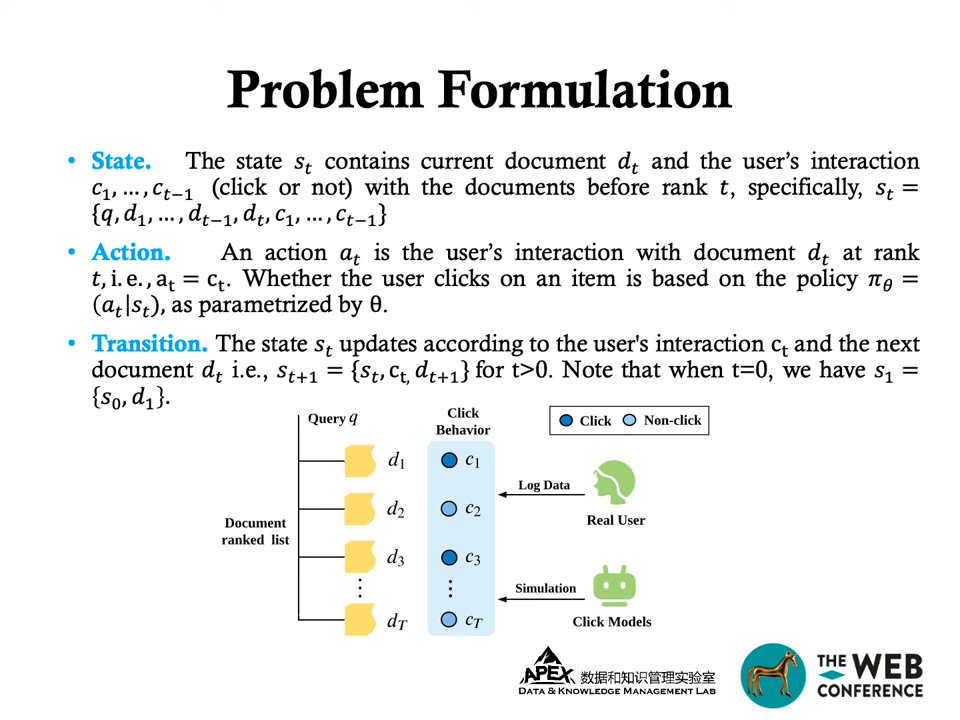 Problem Formulation
• State. The state s_t contains current document d_t and the user's interaction
c_1, …, c_{t−1} (click or not) with the documents before rank t, specifically, s_t =
{q, d_1, …, d_{t−1}, d_t, c_1, …, c_{t−1}}
• Action. An action a_t is the user's interaction with document d_t at rank
t, i. e., a_t = c_t. Whether the user clicks on an item is based on the policy π_θ =
(a_t|s_t), as parametrized by θ.
• Transition. The state s_t updates according to the user's interaction c_t and the next
document d_t i.e., s_{t+1} = {s_t, c_t, d_{t+1}} for t>0. Note that when t=0, we have s_1 =
{s_0, d_1}.
Query q
Click
Behavior
Click
Non-click
d_1
c_1
d_2
c_2
d_3
c_3
⋮
⋮
d_T
c_T
Document
ranked list
Log Data
Real User
Simulation
Click Models
APEX 数据和知识管理实验室
DATA & KNOWLEDGE MANAGEMENT LAB
THE WEB
CONFERENCE